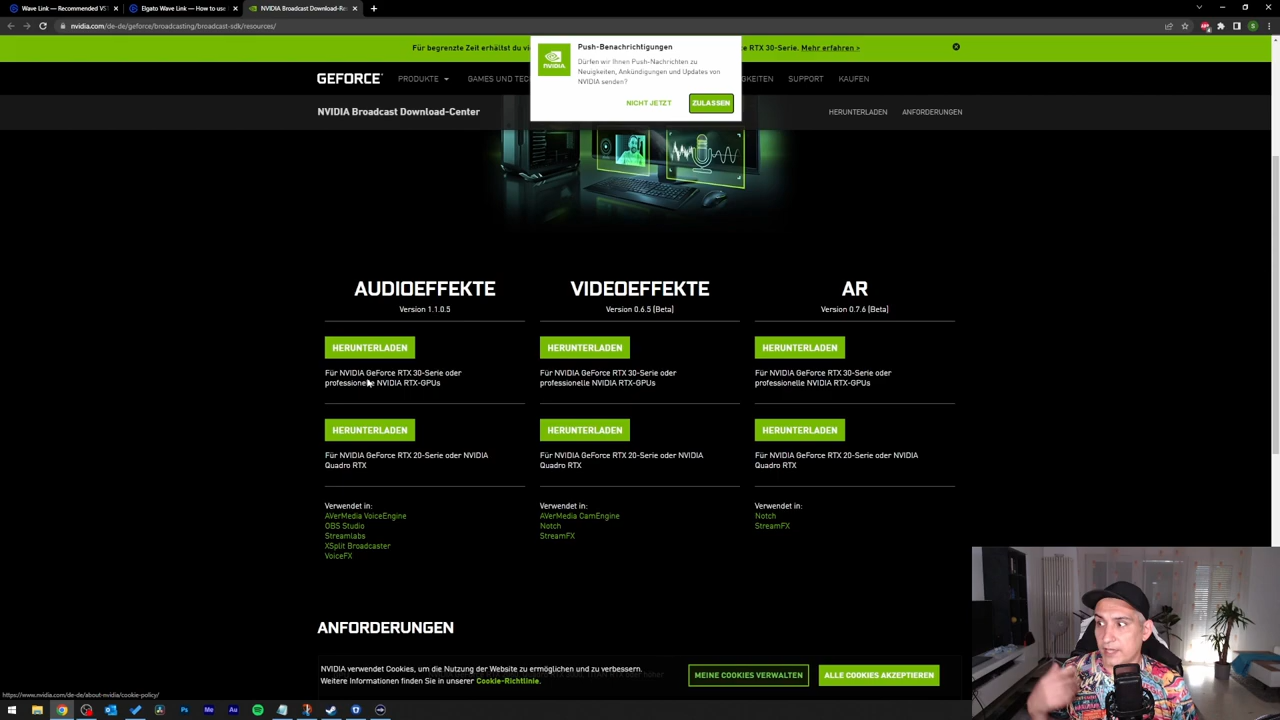 Wave Link — Recommended VST
Elgato Wave Link — How to use
NVIDIA Broadcast Download-Res
nvidia.com/de-de/geforce/broadcasting/broadcast-sdk/resources/
Für begrenzte Zeit erhältst du vi
e RTX 30-Serie. Mehr erfahren >
Push-Benachrichtigungen
Dürfen wir Ihnen Push-Nachrichten zu
Neuigkeiten, Ankündigungen und Updates von
NVIDIA senden?
NICHT JETZT
ZULASSEN
NVIDIA
GEFORCE
PRODUKTE
GAMES UND TEC
IGKEITEN
SUPPORT
KAUFEN
NVIDIA Broadcast Download-Center
HERUNTERLADEN
ANFORDERUNGEN
AUDIOEFFEKTE
Version 1.1.0.5
HERUNTERLADEN
Für NVIDIA GeForce RTX 30-Serie oder
professionelle NVIDIA RTX-GPUs
HERUNTERLADEN
Für NVIDIA GeForce RTX 20-Serie oder NVIDIA
Quadro RTX
Verwendet in:
AVerMedia VoiceEngine
OBS Studio
Streamlabs
XSplit Broadcaster
VoiceFX
VIDEOEFFEKTE
Version 0.6.5 (Beta)
HERUNTERLADEN
Für NVIDIA GeForce RTX 30-Serie oder
professionelle NVIDIA RTX-GPUs
HERUNTERLADEN
Für NVIDIA GeForce RTX 20-Serie oder NVIDIA
Quadro RTX
Verwendet in:
AVerMedia CamEngine
Notch
StreamFX
AR
Version 0.7.6 (Beta)
HERUNTERLADEN
Für NVIDIA GeForce RTX 30-Serie oder
professionelle NVIDIA RTX-GPUs
HERUNTERLADEN
Für NVIDIA GeForce RTX 20-Serie oder NVIDIA
Quadro RTX
Verwendet in:
Notch
StreamFX
ANFORDERUNGEN
NVIDIA verwendet Cookies, um die Nutzung der Website zu ermöglichen und zu verbessern.
Weitere Informationen finden Sie in unserer Cookie-Richtlinie.
MEINE COOKIES VERWALTEN
ALLE COOKIES AKZEPTIEREN
https://www.nvidia.com/de-de/about-nvidia/cookie-policy/
Ps
Me
Au